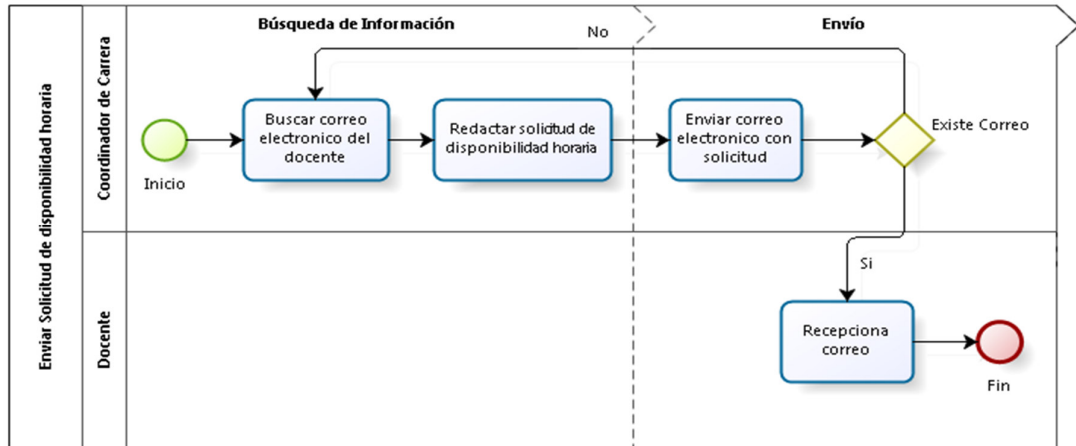 Enviar Solicitud de disponibilidad horaria
Coordinador de Carrera
Docente
Búsqueda de Información
Envío
No
Inicio
Buscar correo
electronico del
docente
Redactar solicitud de
disponibilidad horaria
Enviar correo
electronico con
solicitud
Existe Correo
Si
Recepciona
correo
Fin